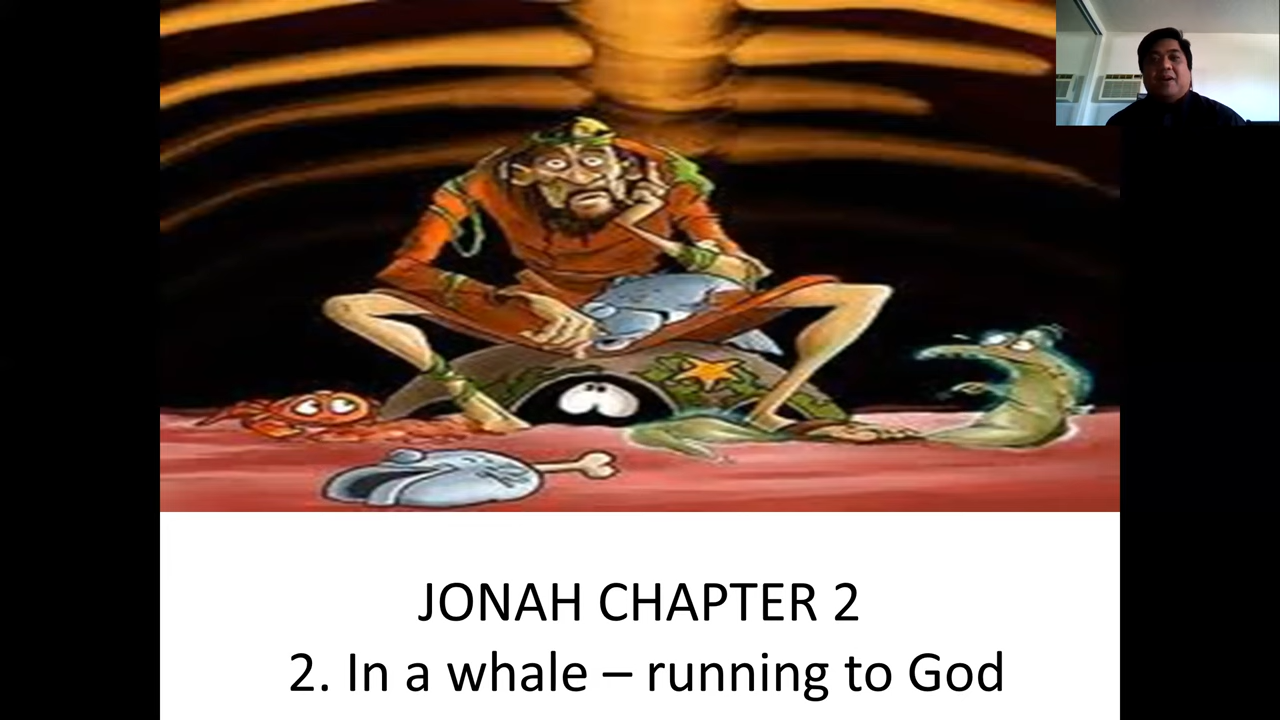 JONAH CHAPTER 2
2. In a whale – running to God